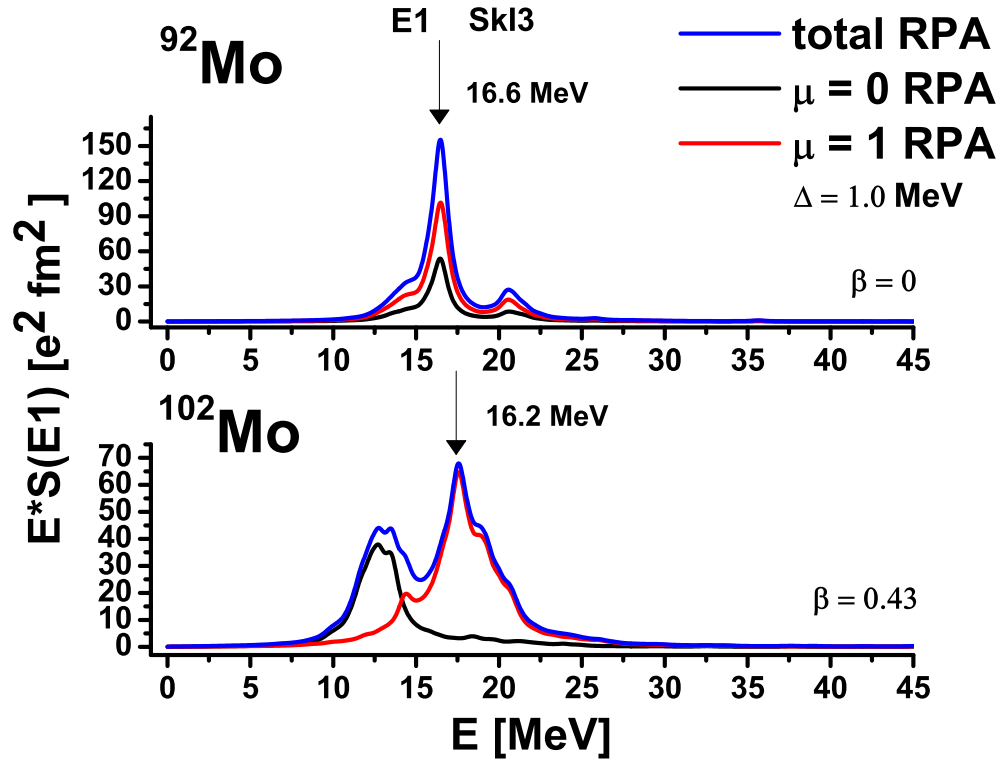 E1 SkI3
⁹²Mo
16.6 MeV
total RPA
μ = 0 RPA
μ = 1 RPA
Δ = 1.0 MeV
β = 0
150
120
90
60
30
0
0 5 10 15 20 25 30 35 40 45
E*S(E1) [e² fm² ]
¹⁰²Mo
16.2 MeV
β = 0.43
70
60
50
40
30
20
10
0
0 5 10 15 20 25 30 35 40 45
E [MeV]